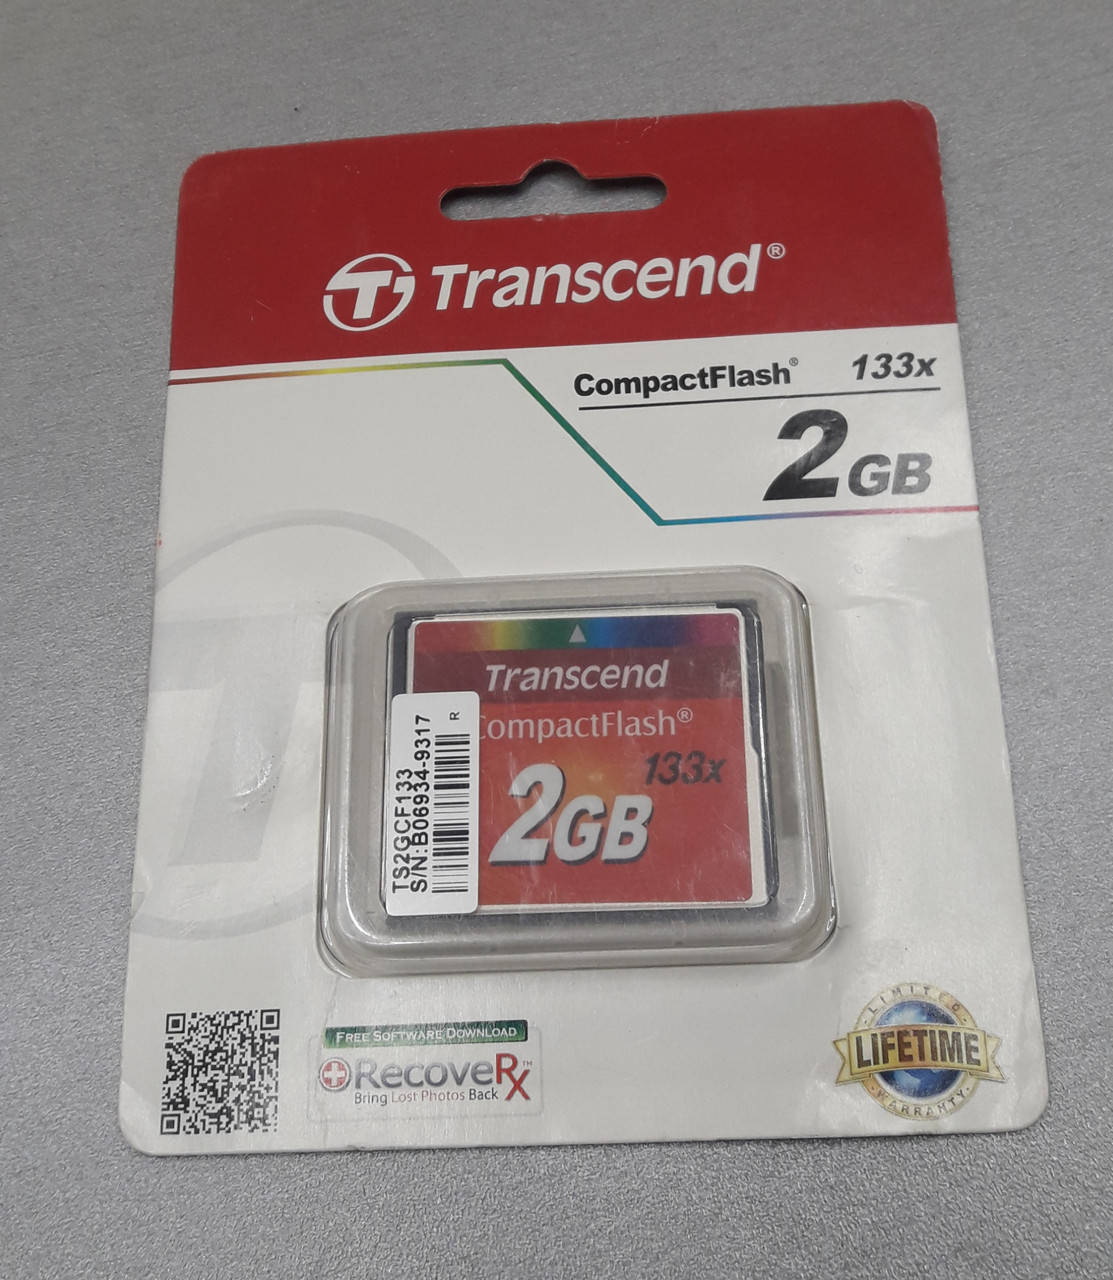 Transcend®
CompactFlash® 133x
2GB
Transcend
CompactFlash®
133x
2GB
TS2GCF133
S/N:B06934-9317
R
FREE SOFTWARE DOWNLOAD
RecoveRx™
Bring Lost Photos Back
LIMITED
LIFETIME
WARRANTY